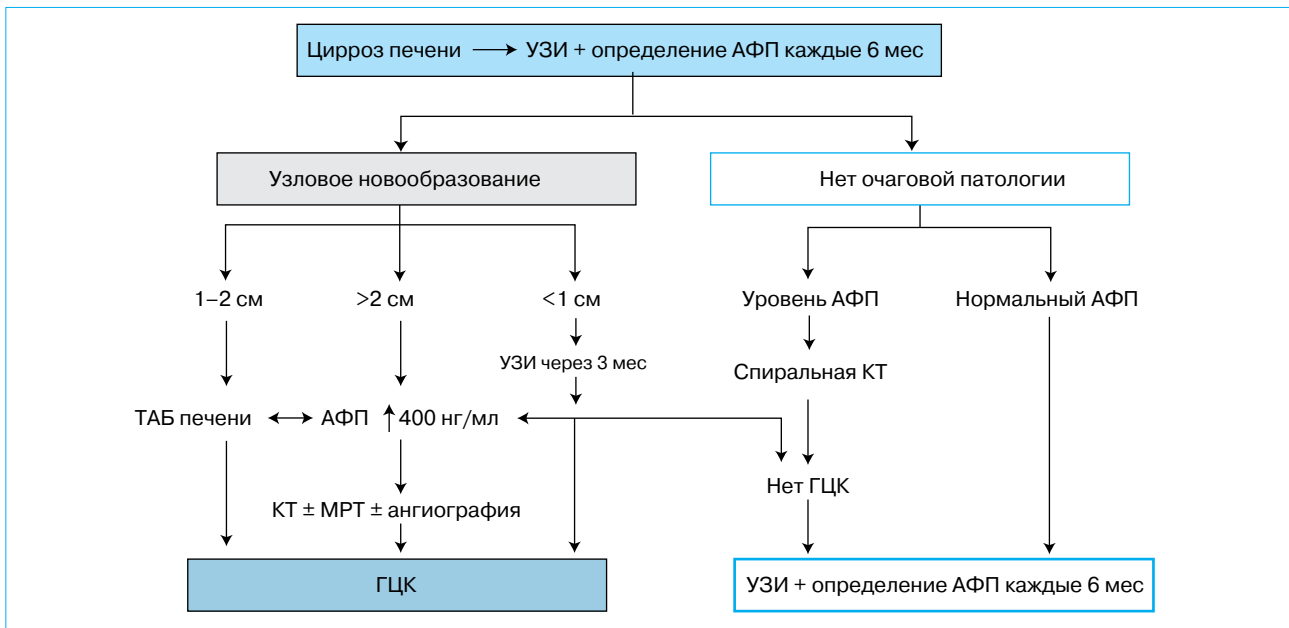 Цирроз печени → УЗИ + определение АФП каждые 6 мес
Узловое новообразование
Нет очаговой патологии
1–2 см
>2 см
<1 см
Уровень АФП
Нормальный АФП
УЗИ через 3 мес
Спиральная КТ
ТАБ печени ↔ АФП ↑ 400 нг/мл
Нет ГЦК
КТ ± МРТ ± ангиография
ГЦК
УЗИ + определение АФП каждые 6 мес